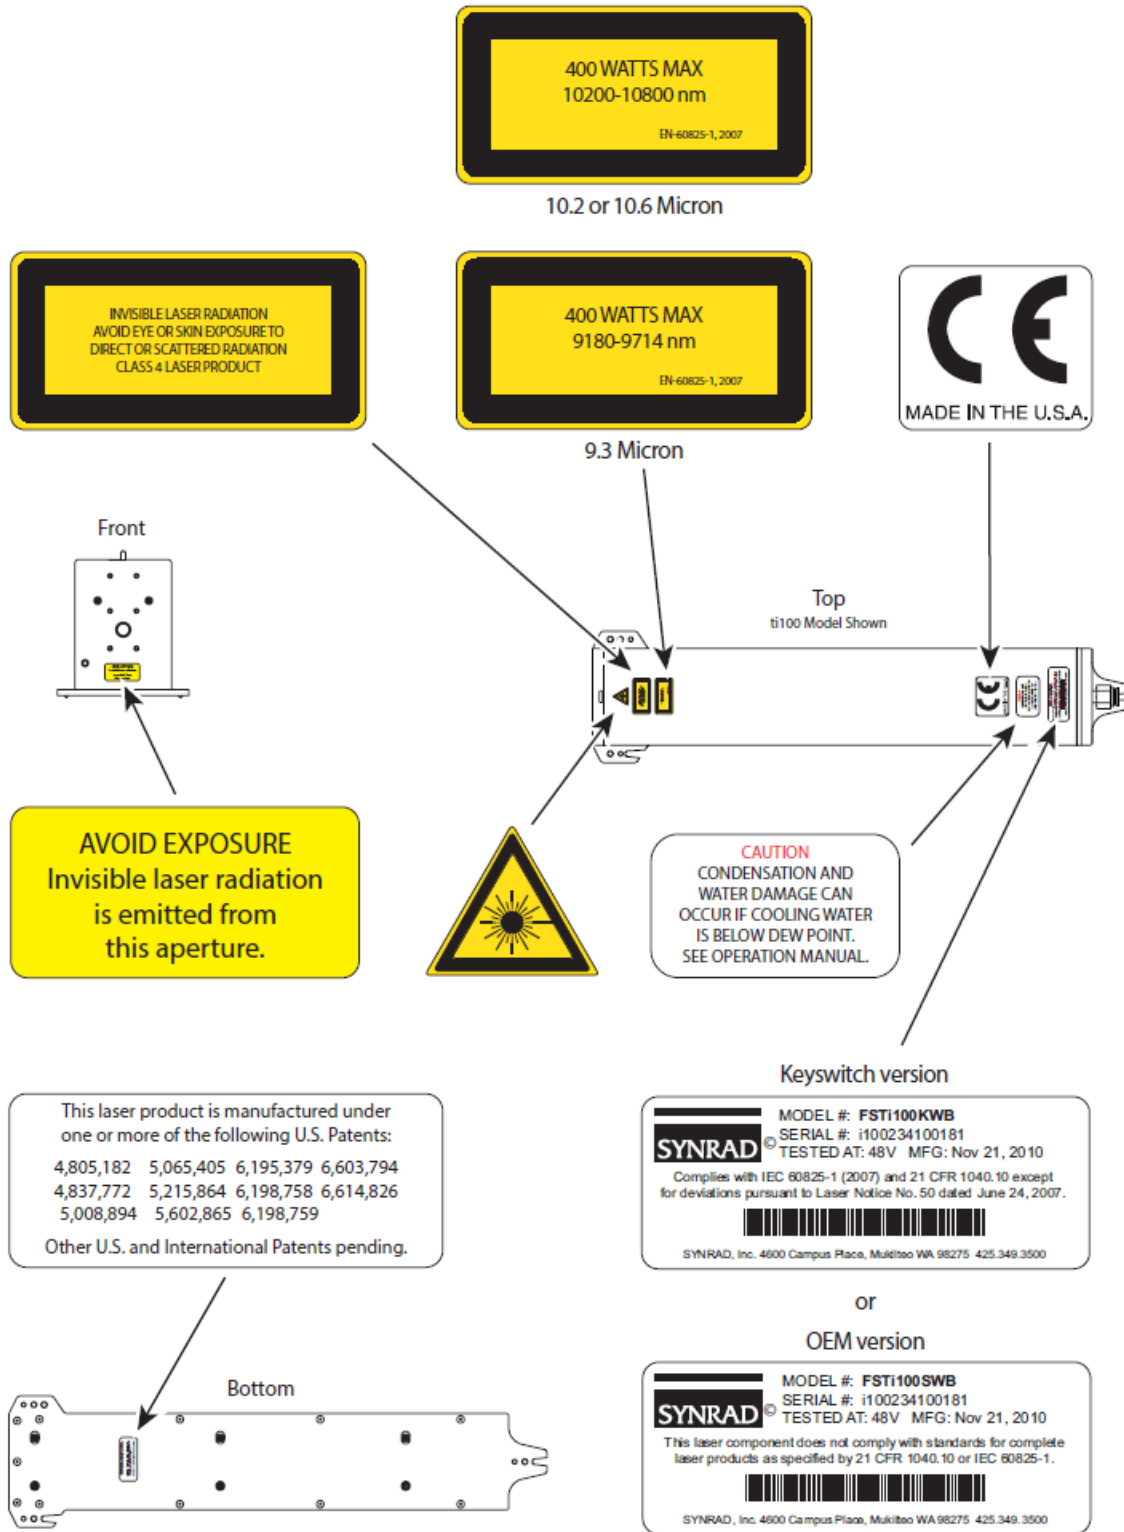 400 WATTS MAX
10200-10800 nm
EN-60825-1, 2007
10.2 or 10.6 Micron
INVISIBLE LASER RADIATION
AVOID EYE OR SKIN EXPOSURE TO
DIRECT OR SCATTERED RADIATION
CLASS 4 LASER PRODUCT
400 WATTS MAX
9180-9714 nm
EN-60825-1, 2007
9.3 Micron
CE
MADE IN THE U.S.A.
Front
Top
ti100 Model Shown
CE
AVOID EXPOSURE
Invisible laser radiation
is emitted from
this aperture.
CAUTION
CONDENSATION AND
WATER DAMAGE CAN
OCCUR IF COOLING WATER
IS BELOW DEW POINT.
SEE OPERATION MANUAL.
Keyswitch version
SYNRAD ©
MODEL #: FSTi100KWB
SERIAL #: i100234100181
TESTED AT: 48V MFG: Nov 21, 2010
Complies with IEC 60825-1 (2007) and 21 CFR 1040.10 except
for deviations pursuant to Laser Notice No. 50 dated June 24, 2007.
SYNRAD, Inc. 4600 Campus Place, Mukilteo WA 98275 425.349.3500
This laser product is manufactured under
one or more of the following U.S. Patents:
4,805,182 5,065,405 6,195,379 6,603,794
4,837,772 5,215,864 6,198,758 6,614,826
5,008,894 5,602,865 6,198,759
Other U.S. and International Patents pending.
or
OEM version
SYNRAD ©
MODEL #: FSTi100SWB
SERIAL #: i100234100181
TESTED AT: 48V MFG: Nov 21, 2010
This laser component does not comply with standards for complete
laser products as specified by 21 CFR 1040.10 or IEC 60825-1.
SYNRAD, Inc. 4600 Campus Place, Mukilteo WA 98275 425.349.3500
Bottom